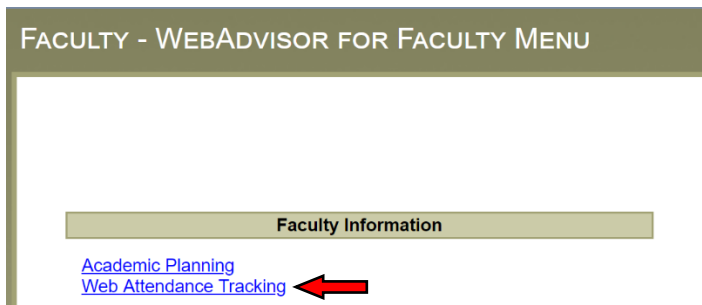 Faculty - WebAdvisor for Faculty Menu
Faculty Information
Academic Planning
Web Attendance Tracking